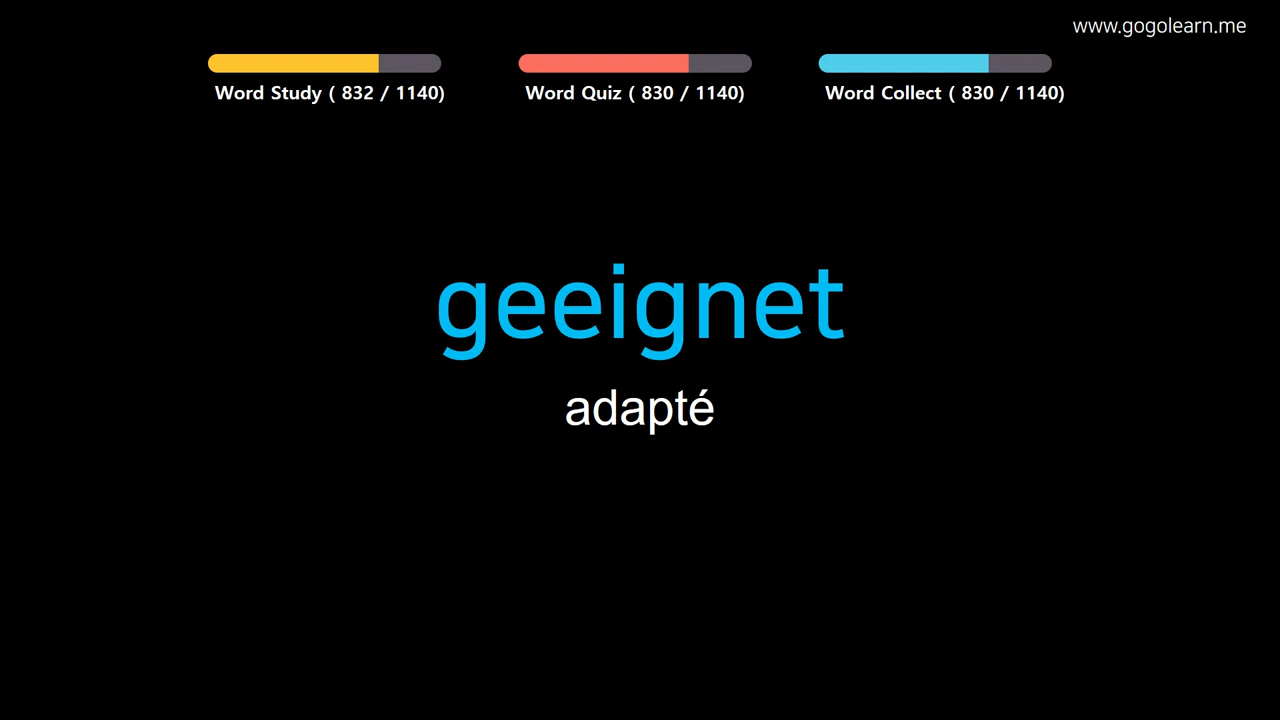 www.gogolearn.me
Word Study ( 832 / 1140)
Word Quiz ( 830 / 1140)
Word Collect ( 830 / 1140)
geeignet
adapté